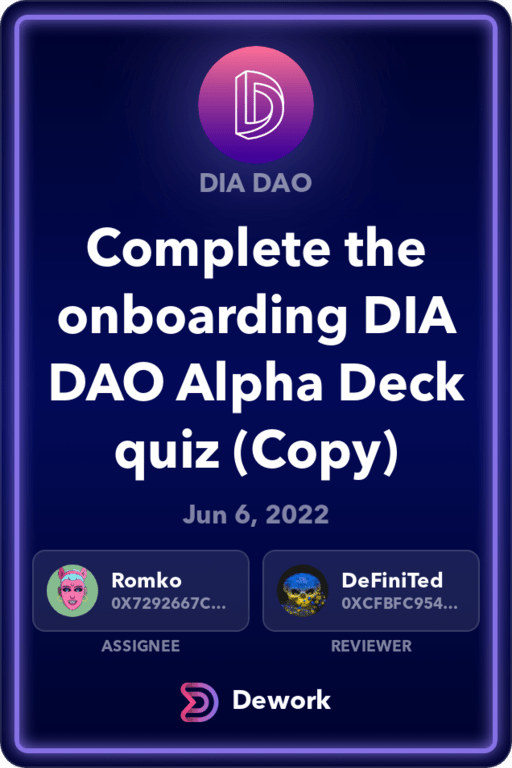 DIA DAO
Complete the
onboarding DIA
DAO Alpha Deck
quiz (Copy)
Jun 6, 2022
Romko
0X7292667C...
ASSIGNEE
DeFiniTed
0XCFBFC954...
REVIEWER
Dework